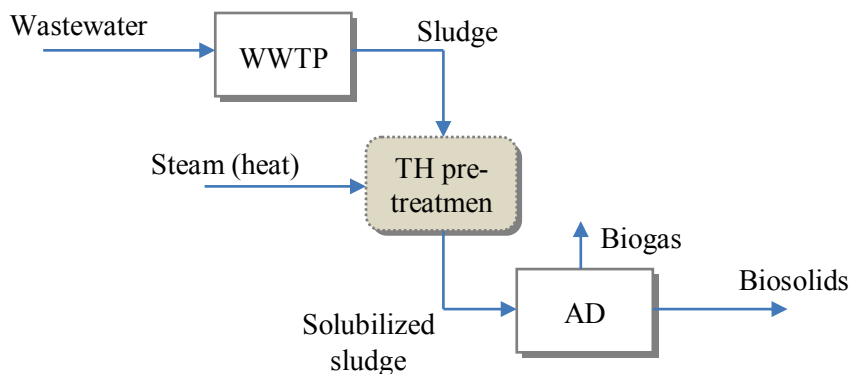 Wastewater
WWTP
Sludge
Steam (heat)
TH pre-
treatmen
Biogas
Biosolids
AD
Solubilized
sludge